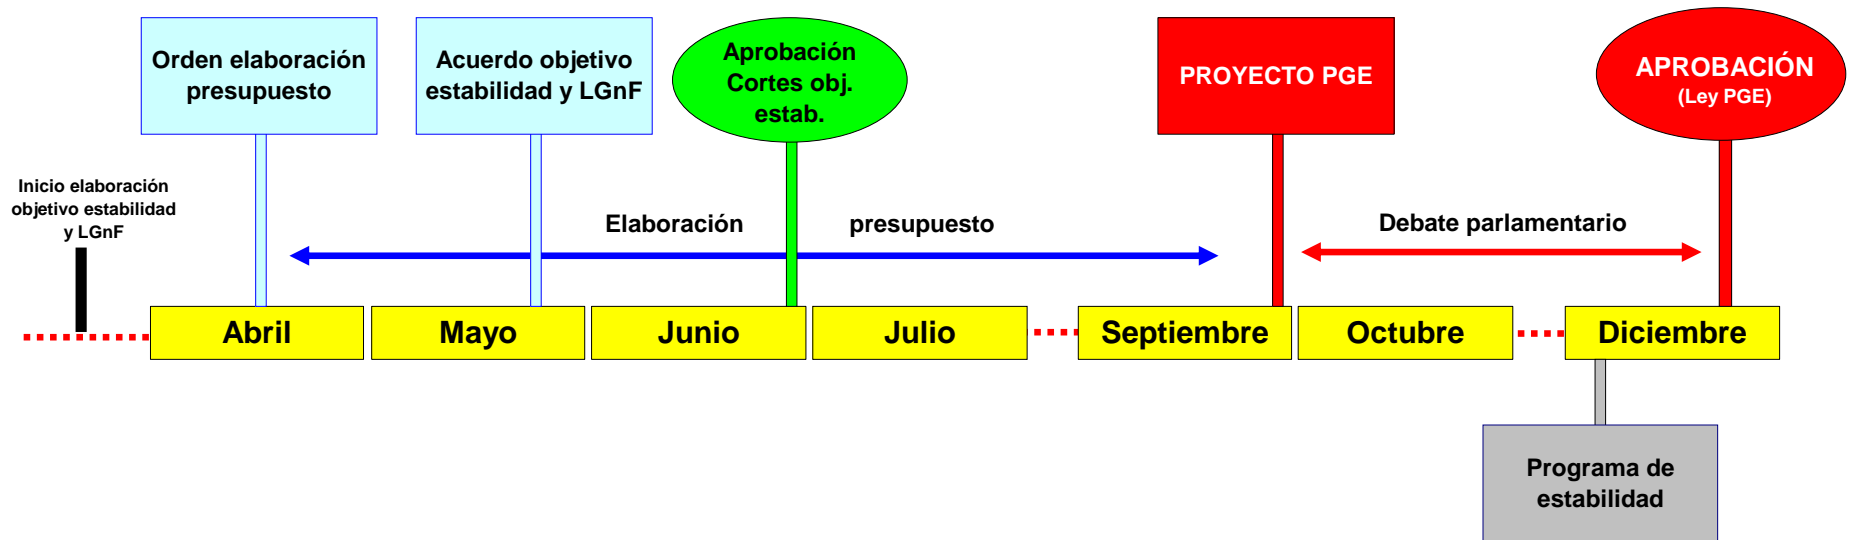 Orden elaboración
presupuesto
Acuerdo objetivo
estabilidad y LGnF
Aprobación
Cortes obj.
estab.
PROYECTO PGE
APROBACIÓN
(Ley PGE)
Inicio elaboración
objetivo estabilidad
y LGnF
Elaboración presupuesto
Debate parlamentario
Abril
Mayo
Junio
Julio
Septiembre
Octubre
Diciembre
Programa de
estabilidad